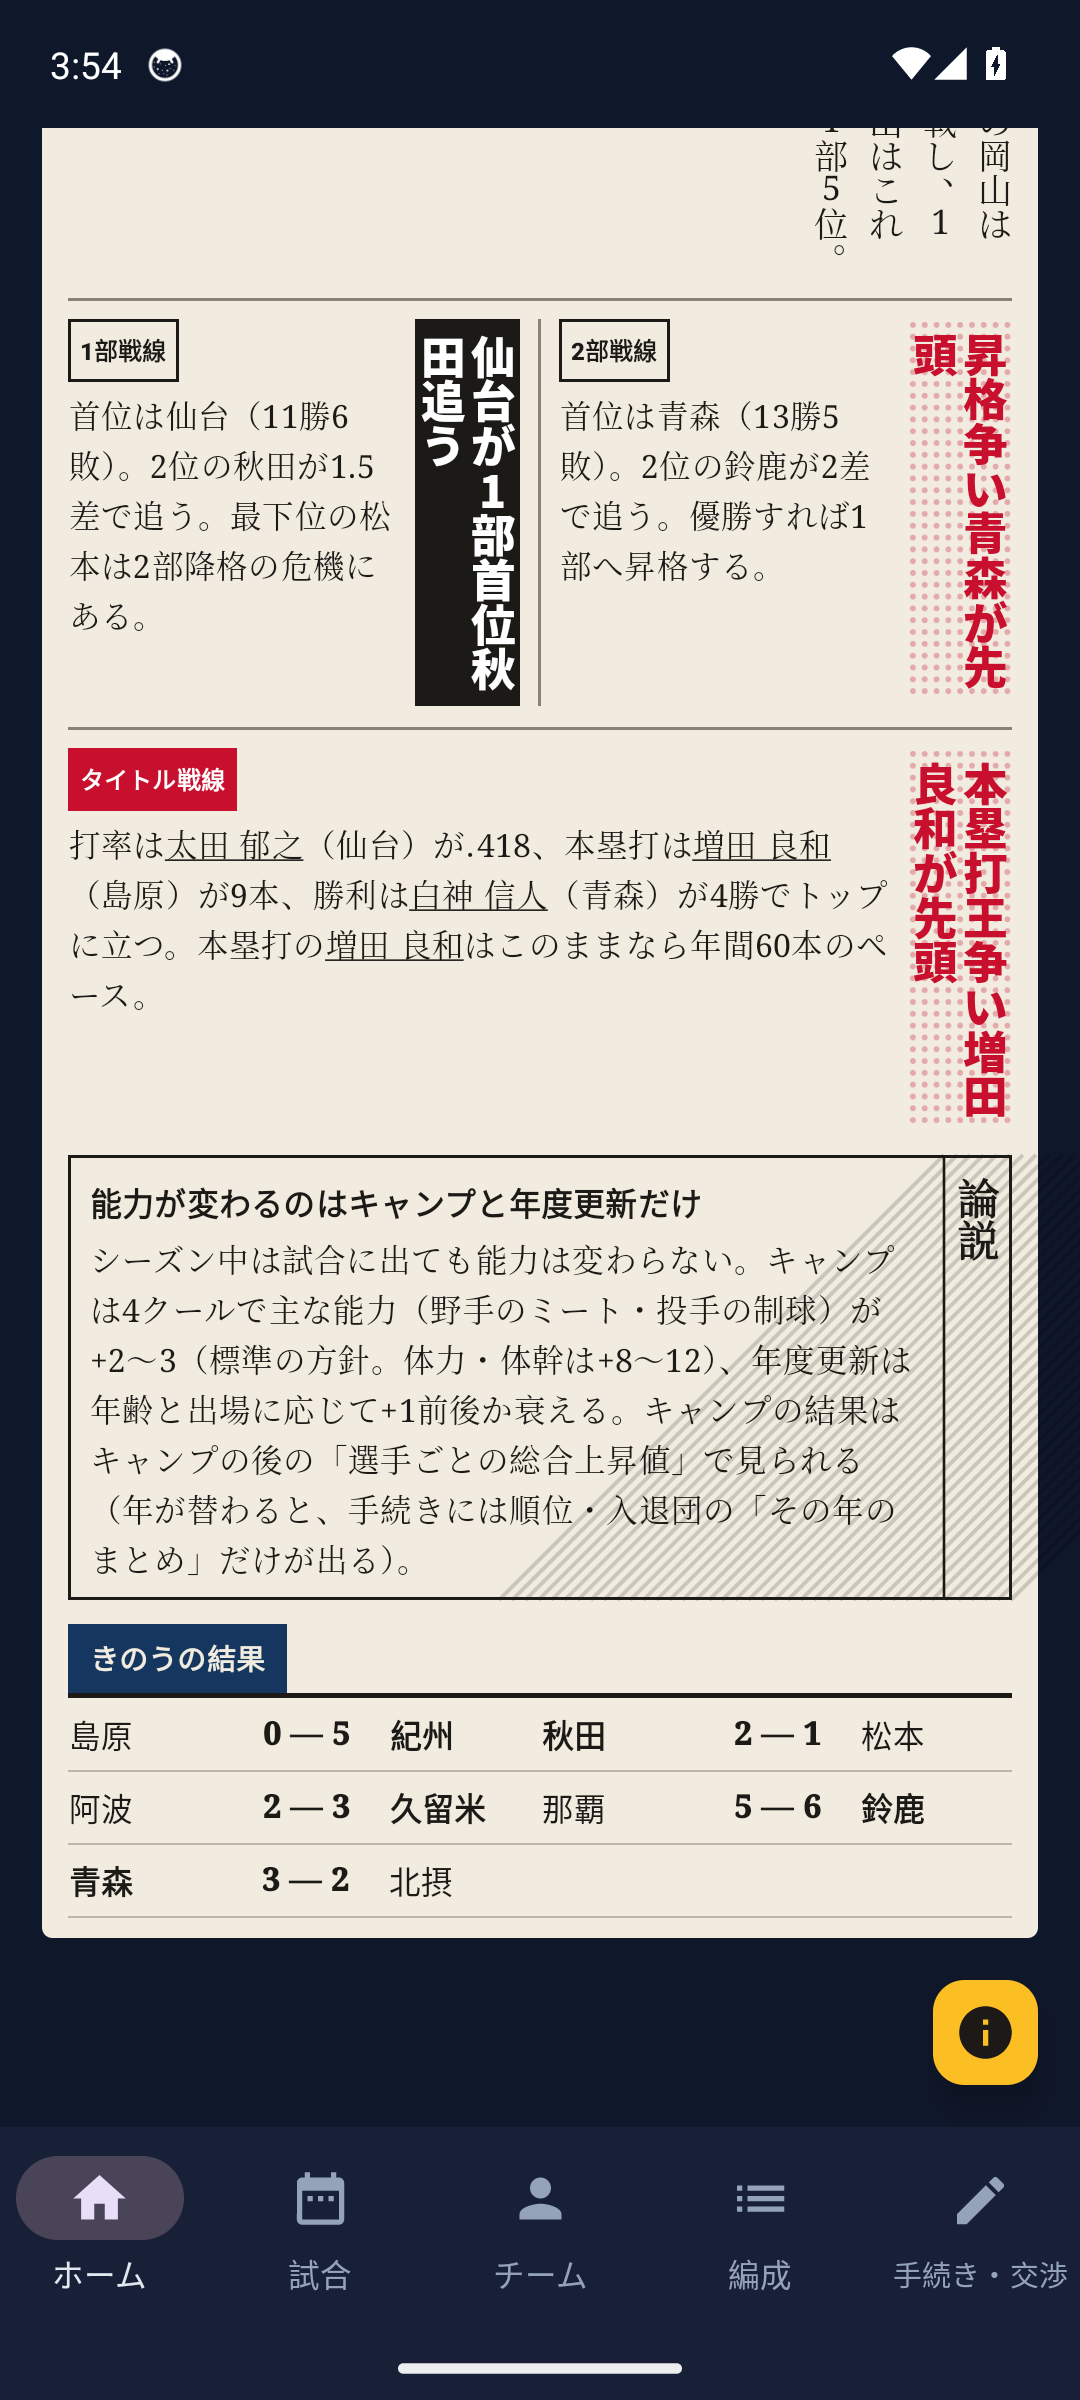 3:54
の岡山は
戦し、1
出はこれ
部5位。
1部戦線
首位は仙台（11勝6
敗）。2位の秋田が1.5
差で追う。最下位の松
本は2部降格の危機に
ある。
仙台が1部首位秋
田追う
2部戦線
首位は青森（13勝5
敗）。2位の鈴鹿が2差
で追う。優勝すれば1
部へ昇格する。
昇格争い青森が先
頭
タイトル戦線
打率は太田 郁之（仙台）が.418、本塁打は増田 良和
（島原）が9本、勝利は白神 信人（青森）が4勝でトップ
に立つ。本塁打の増田 良和はこのままなら年間60本のペ
ース。
本塁打王争い増田
良和が先頭
論説
能力が変わるのはキャンプと年度更新だけ
シーズン中は試合に出ても能力は変わらない。キャンプ
は4クールで主な能力（野手のミート・投手の制球）が
+2〜3（標準の方針。体力・体幹は+8〜12）、年度更新は
年齢と出場に応じて+1前後か衰える。キャンプの結果は
キャンプの後の「選手ごとの総合上昇値」で見られる
（年が替わると、手続きには順位・入退団の「その年の
まとめ」だけが出る）。
きのうの結果
島原 0 — 5 紀州 秋田 2 — 1 松本
阿波 2 — 3 久留米 那覇 5 — 6 鈴鹿
青森 3 — 2 北摂
ホーム 試合 チーム 編成 手続き・交渉